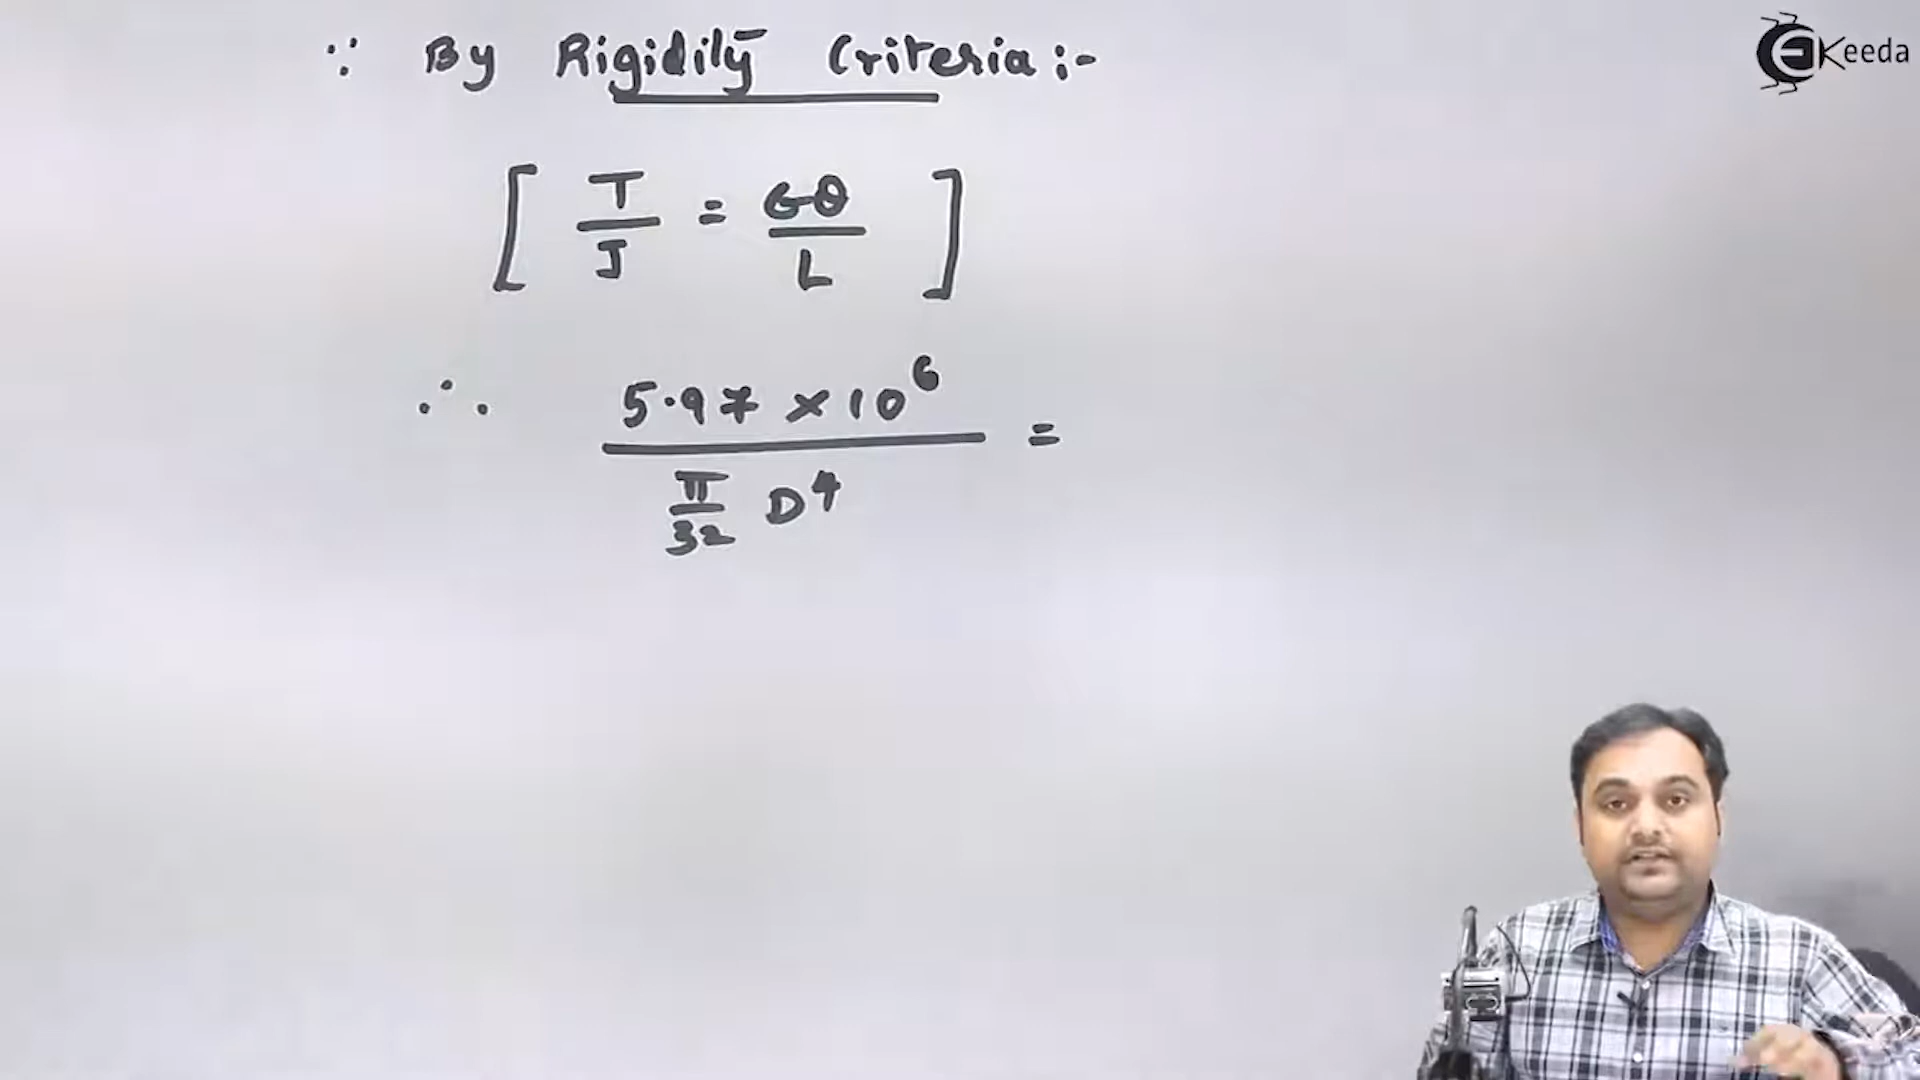 ∵ By Rigidity Criteria :-
eKeeda
[ T/J = Gθ/L ]
∴ 5.97 × 10⁶ / (π/32 D⁴) =